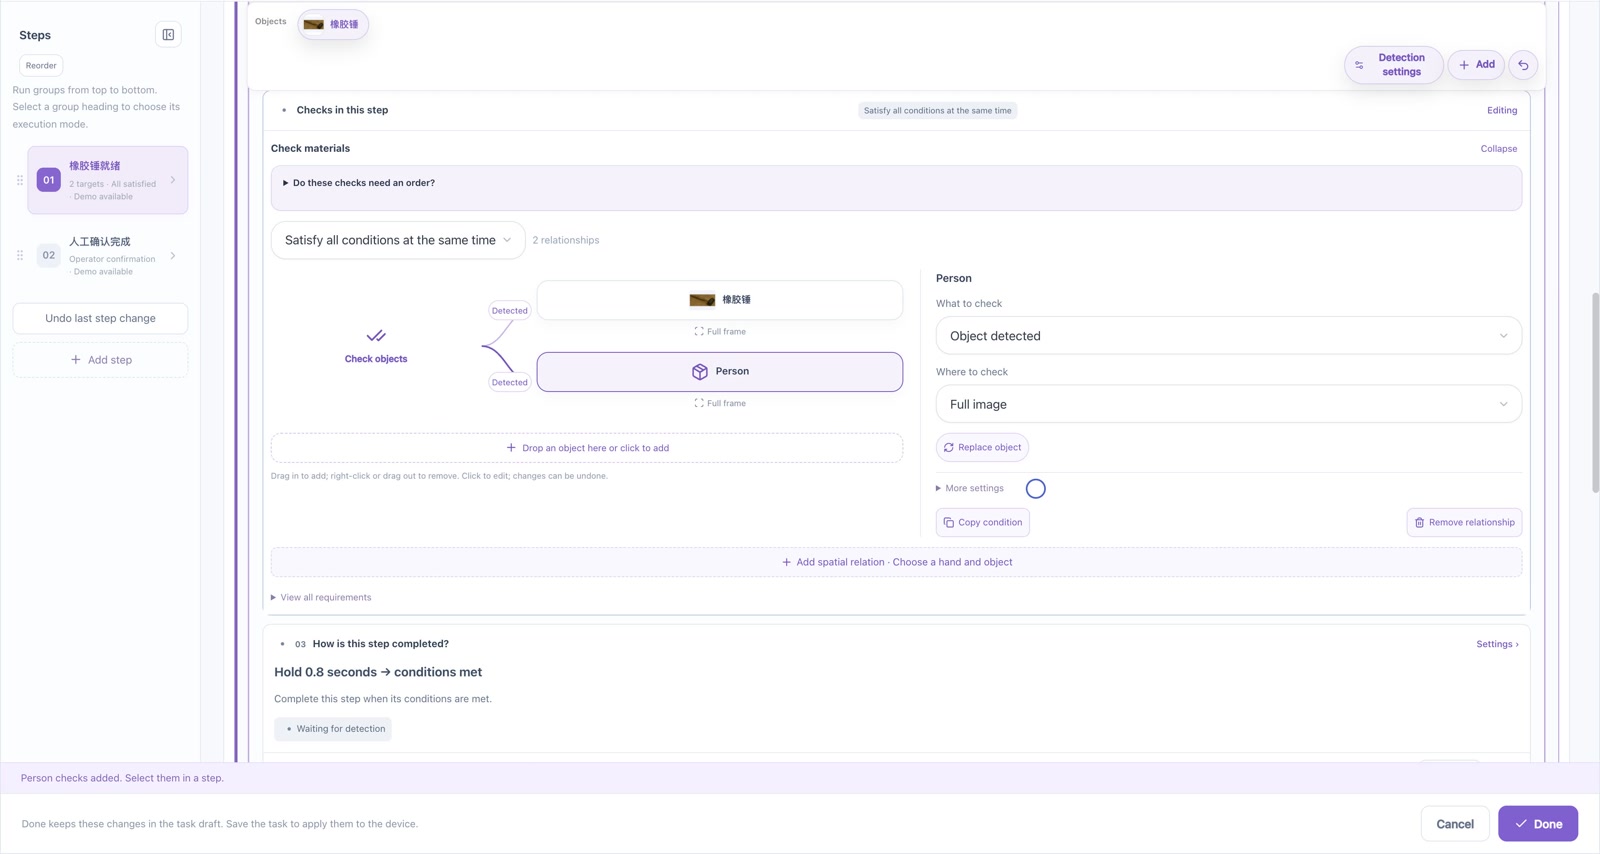 Steps
Reorder
Run groups from top to bottom.
Select a group heading to choose its
execution mode.
01
橡胶锤就绪
2 targets · All satisfied
· Demo available
02
人工确认完成
Operator confirmation
· Demo available
Undo last step change
Add step
Objects
橡胶锤
Detection
settings
Add
Checks in this step
Satisfy all conditions at the same time
Editing
Check materials
Collapse
Do these checks need an order?
Satisfy all conditions at the same time
2 relationships
Check objects
Detected
橡胶锤
Full frame
Detected
Person
Full frame
Drop an object here or click to add
Drag in to add; right-click or drag out to remove. Click to edit; changes can be undone.
Person
What to check
Object detected
Where to check
Full image
Replace object
More settings
Copy condition
Remove relationship
Add spatial relation · Choose a hand and object
View all requirements
03
How is this step completed?
Settings ›
Hold 0.8 seconds → conditions met
Complete this step when its conditions are met.
Waiting for detection
Person checks added. Select them in a step.
Done keeps these changes in the task draft. Save the task to apply them to the device.
Cancel
Done